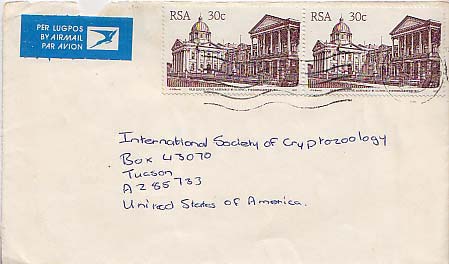 PER LUGPOS
BY AIRMAIL
PAR AVION
RSA 30c
RSA 30c
International Society of Cryptozoology
Box 43070
Tucson
AZ 85733
United States of America.